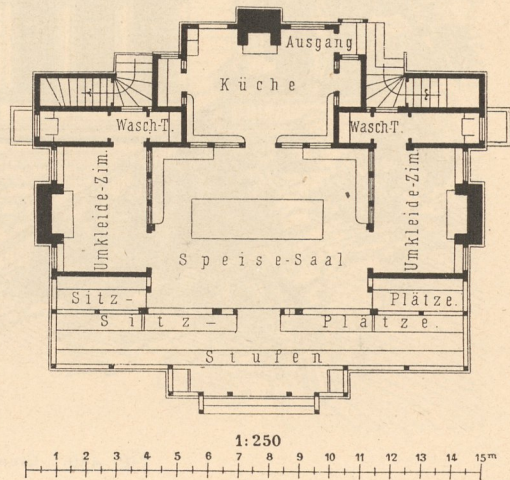 Ausgang
Küche
Wasch-T.
Wasch-T.
Umkleide-Zim.
Umkleide-Zim.
Speise-Saal
Sitz-
Plätze.
Sitz-
Plätze.
Stufen
1:250
1 2 3 4 5 6 7 8 9 10 11 12 13 14 15m